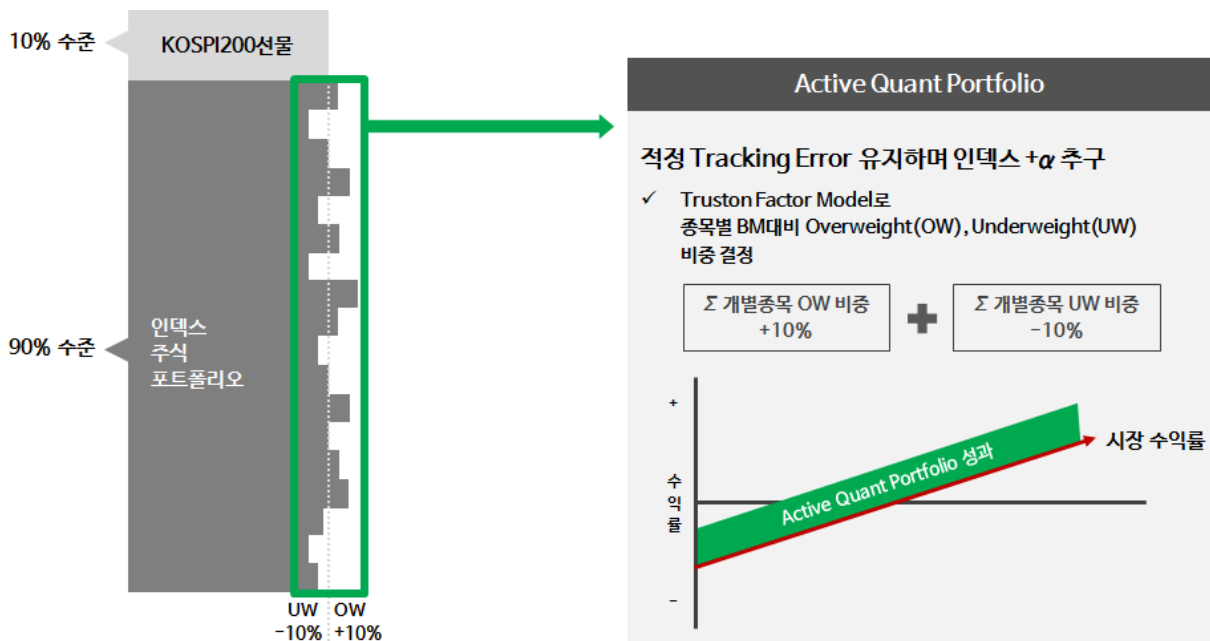 10% 수준
KOSPI200선물
90% 수준
인덱스
주식
포트폴리오
UW
-10%
OW
+10%
Active Quant Portfolio
적정 Tracking Error 유지하며 인덱스 +α 추구
✓ Truston Factor Model로
종목별 BM대비 Overweight(OW), Underweight(UW)
비중 결정
Σ 개별종목 OW 비중
+10%
Σ 개별종목 UW 비중
-10%
+
수
익
률
-
Active Quant Portfolio 성과
시장 수익률